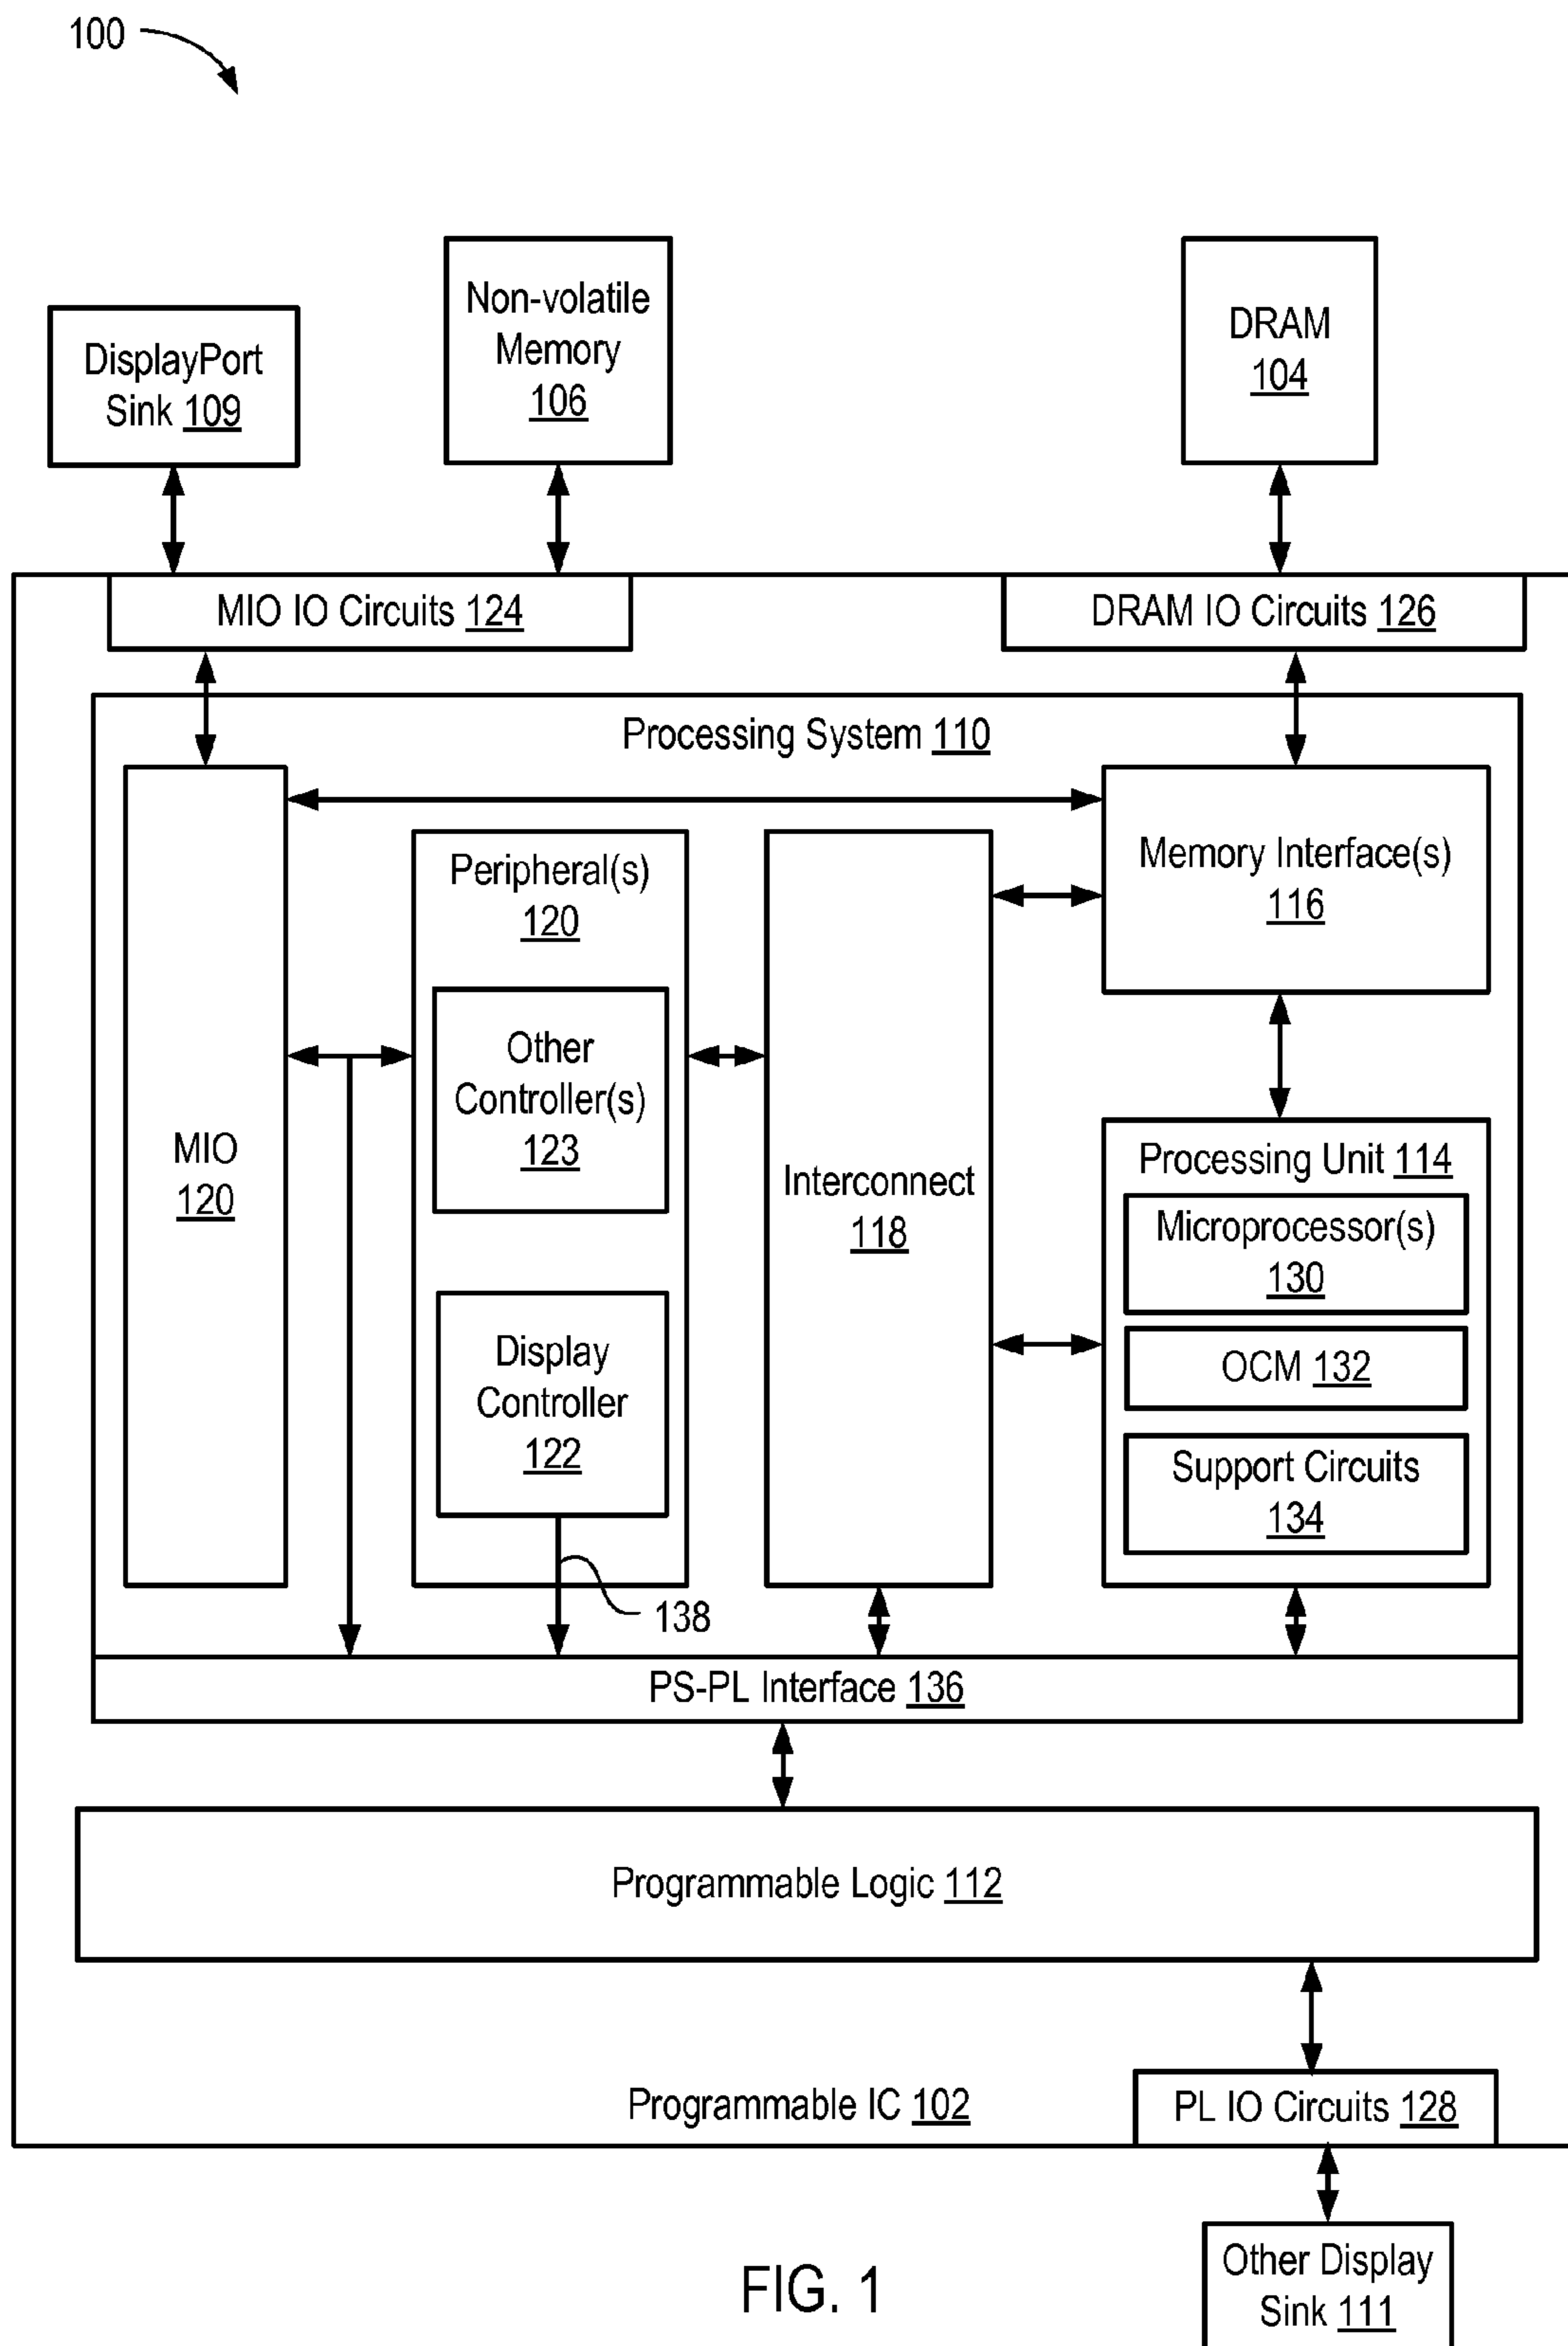 100
Non-volatile
Memory
106
DRAM
104
DisplayPort
Sink 109
MIO IO Circuits 124
DRAM IO Circuits 126
Processing System 110
Memory Interface(s)
116
Peripheral(s)
120
Other
Controller(s)
123
MIO
120
Interconnect
118
Processing Unit 114
Microprocessor(s)
130
Display
Controller
122
OCM 132
Support Circuits
134
138
PS-PL Interface 136
Programmable Logic 112
Programmable IC 102
PL IO Circuits 128
Other Display
Sink 111
FIG. 1